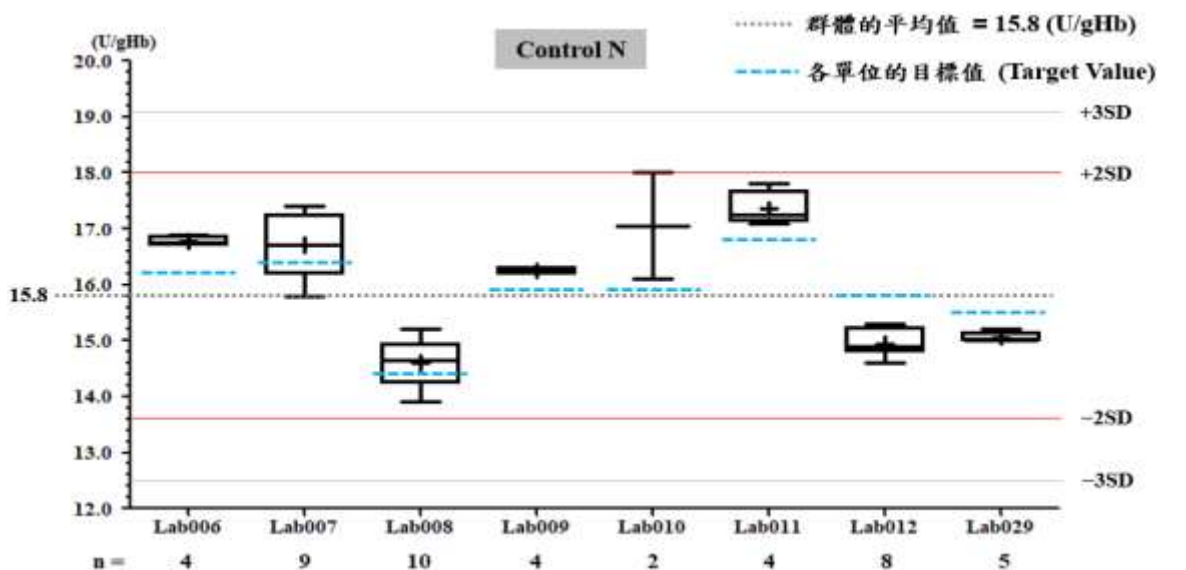 群體的平均值 = 15.8 (U/gHb)
各單位的目標值 (Target Value)
(U/gHb)
Control N
20.0
19.0
18.0
17.0
16.0
15.8
15.0
14.0
13.0
12.0
+3SD
+2SD
−2SD
−3SD
Lab006 Lab007 Lab008 Lab009 Lab010 Lab011 Lab012 Lab029
n = 4 9 10 4 2 4 8 5